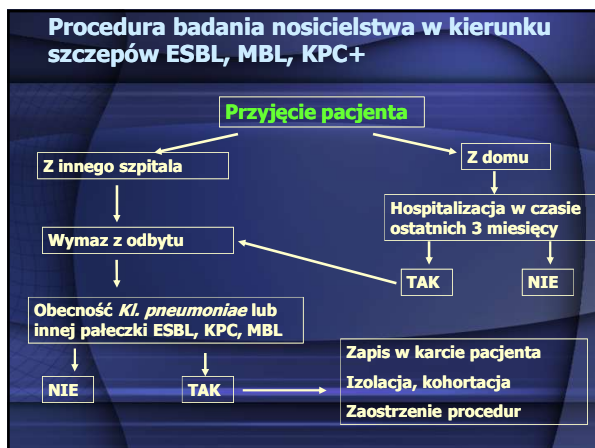 Procedura badania nosicielstwa w kierunku
szczepów ESBL, MBL, KPC+
Przyjęcie pacjenta
Z innego szpitala
Z domu
Hospitalizacja w czasie
ostatnich 3 miesięcy
Wymaz z odbytu
TAK
NIE
Obecność Kl. pneumoniae lub
innej pałeczki ESBL, KPC, MBL
NIE
TAK
Zapis w karcie pacjenta
Izolacja, kohortacja
Zaostrzenie procedur